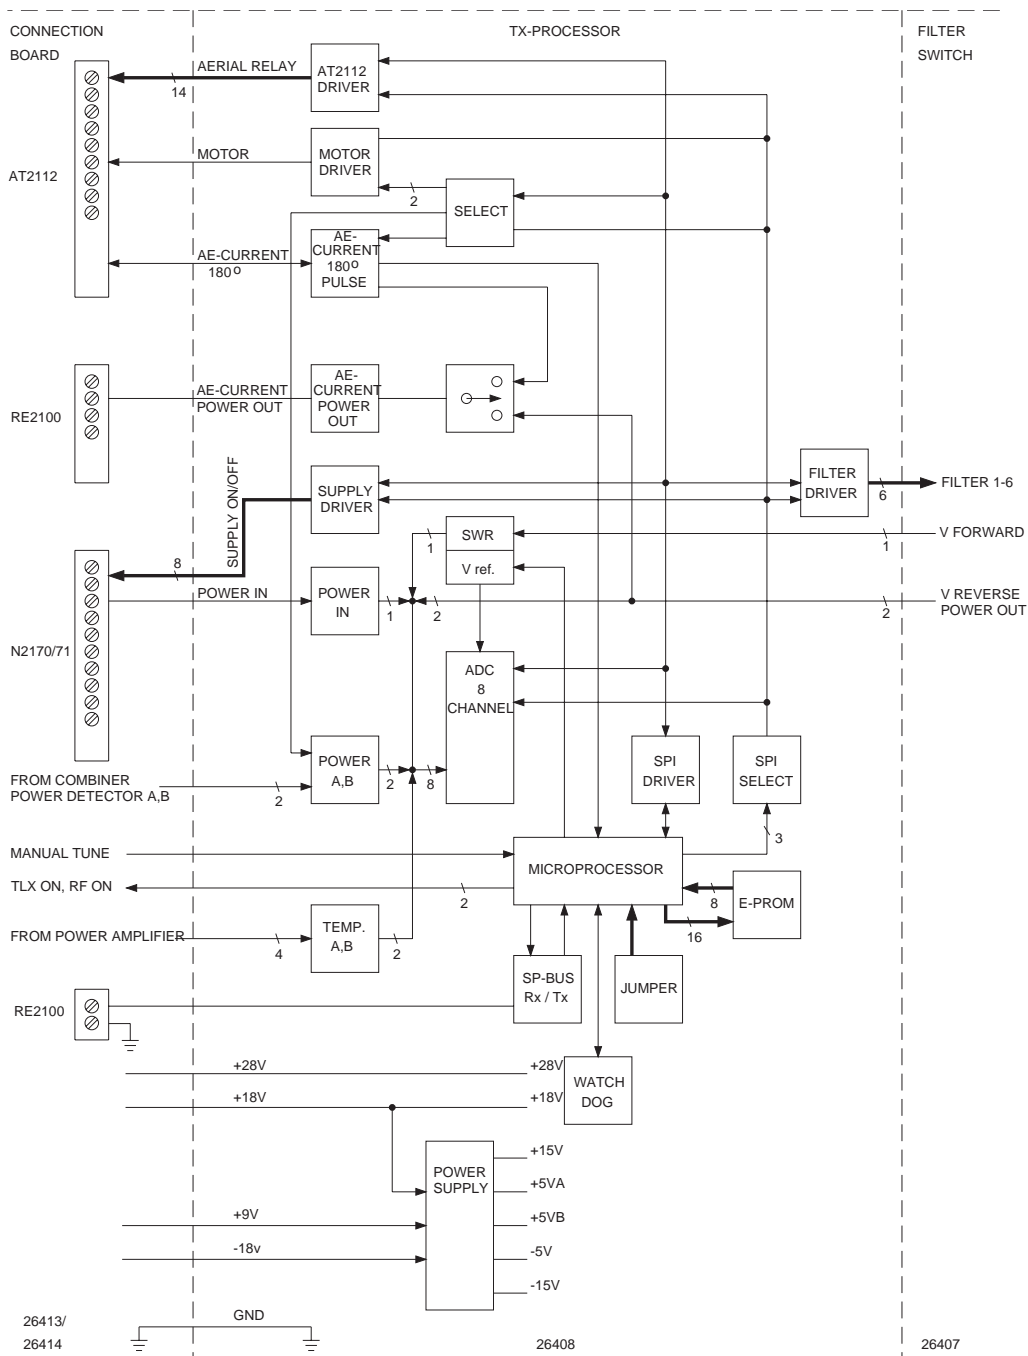 CONNECTION
BOARD
TX-PROCESSOR
FILTER
SWITCH
AERIAL RELAY
14
AT2112
DRIVER
AT2112
MOTOR
MOTOR
DRIVER
2
SELECT
AE-CURRENT
180o
AE-
CURRENT
180o
PULSE
RE2100
AE-CURRENT
POWER OUT
AE-
CURRENT
POWER
OUT
SUPPLY ON/OFF
8
SUPPLY
DRIVER
FILTER
DRIVER
6
FILTER 1-6
SWR
V ref.
1
1
V FORWARD
POWER IN
POWER
IN
1
2
2
V REVERSE
POWER OUT
N2170/71
ADC
8
CHANNEL
FROM COMBINER
POWER DETECTOR A,B
2
POWER
A,B
2
8
SPI
DRIVER
SPI
SELECT
3
MANUAL TUNE
MICROPROCESSOR
TLX ON, RF ON
2
8
16
E-PROM
FROM POWER AMPLIFIER
4
TEMP.
A,B
2
SP-BUS
Rx / Tx
JUMPER
RE2100
+28V
+28V
WATCH
DOG
+18V
+18V
POWER
SUPPLY
+15V
+5VA
+9V
+5VB
-18v
-5V
-15V
GND
26413/
26414
26408
26407